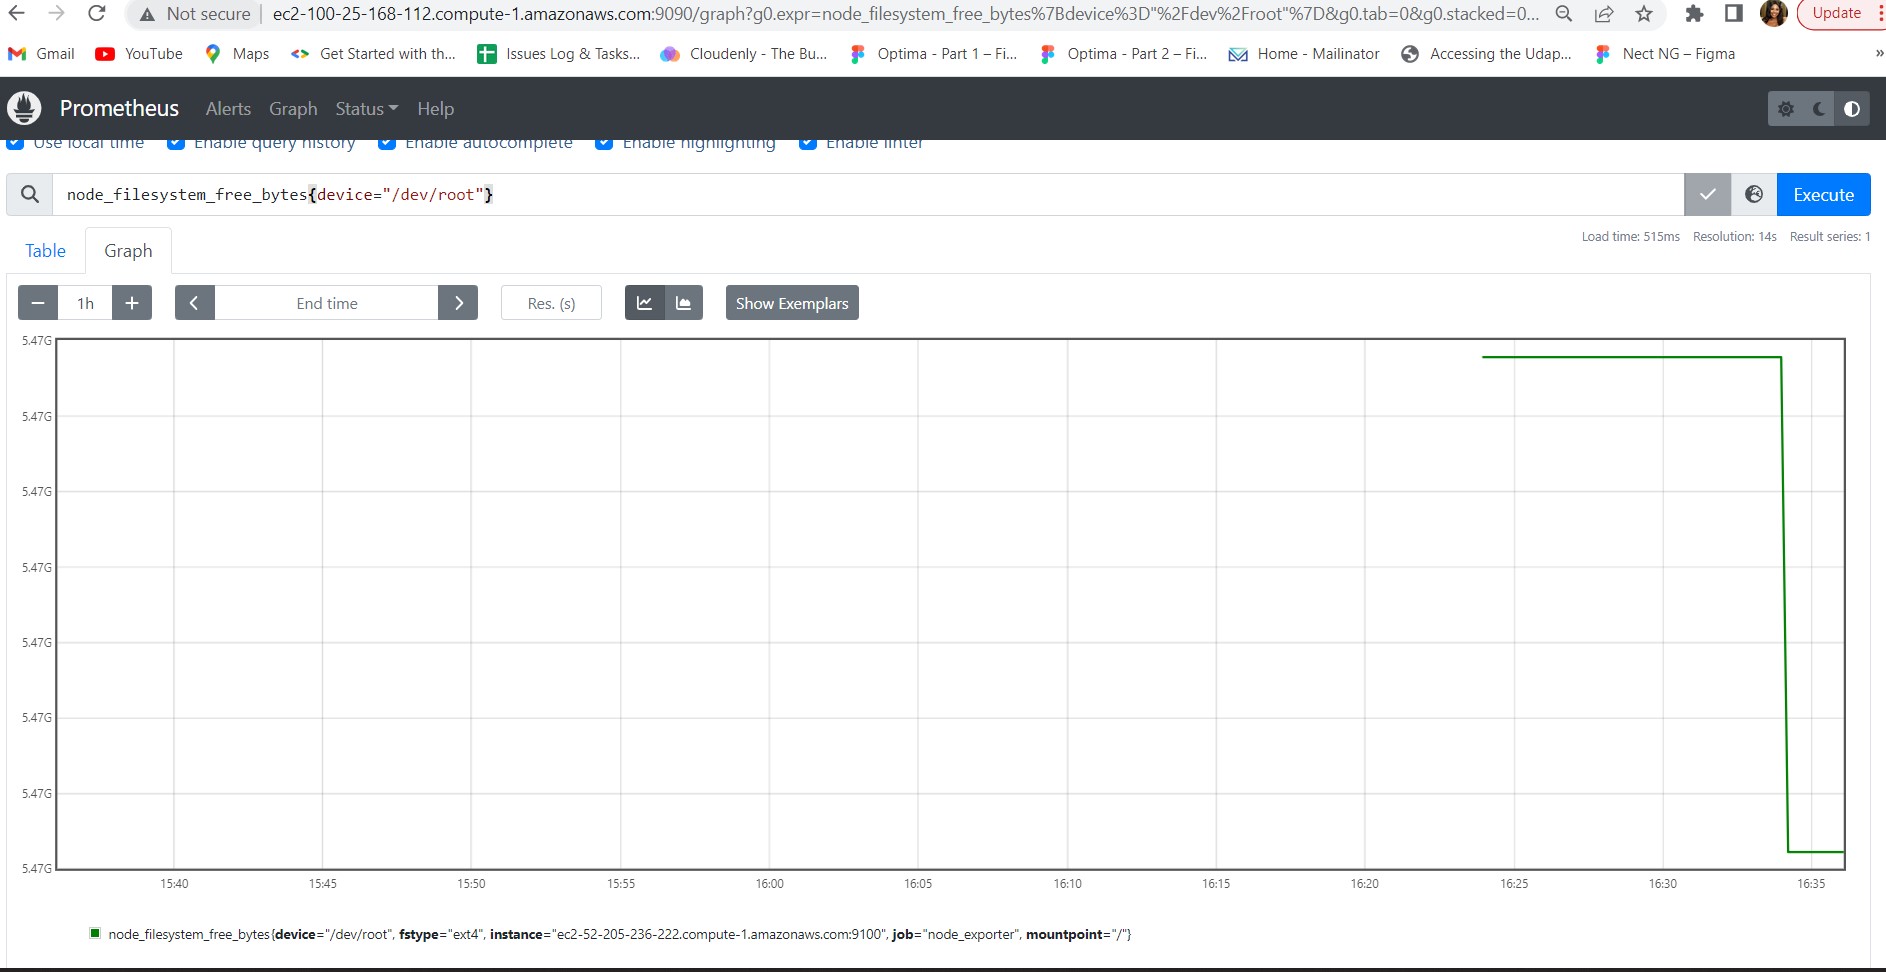 Not secure | ec2-100-25-168-112.compute-1.amazonaws.com:9090/graph?g0.expr=node_filesystem_free_bytes%7Bdevice%3D"%2Fdev%2Froot"%7D&g0.tab=0&g0.stacked=0... Update
Gmail YouTube Maps Get Started with th... Issues Log & Tasks... Cloudenly - The Bu... Optima - Part 1 – Fi... Optima - Part 2 – Fi... Home - Mailinator Accessing the Udap... Nect NG – Figma »
Prometheus Alerts Graph Status Help
Use local time Enable query history Enable autocomplete Enable highlighting Enable linter
node_filesystem_free_bytes{device="/dev/root"} Execute
Table Graph Load time: 515ms Resolution: 14s Result series: 1
− 1h + End time Res. (s) Show Exemplars
5.47G
5.47G
5.47G
5.47G
5.47G
5.47G
5.47G
5.47G
15:40 15:45 15:50 15:55 16:00 16:05 16:10 16:15 16:20 16:25 16:30 16:35
node_filesystem_free_bytes{device="/dev/root", fstype="ext4", instance="ec2-52-205-236-222.compute-1.amazonaws.com:9100", job="node_exporter", mountpoint="/"}